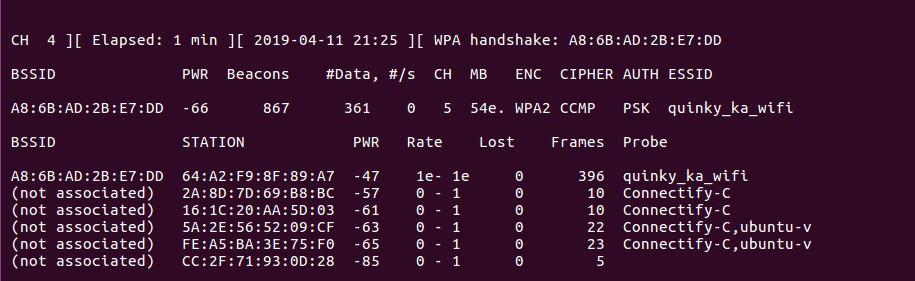 CH  4 ][ Elapsed: 1 min ][ 2019-04-11 21:25 ][ WPA handshake: A8:6B:AD:2B:E7:DD
BSSID              PWR  Beacons    #Data, #/s  CH  MB   ENC  CIPHER AUTH ESSID
A8:6B:AD:2B:E7:DD  -66      867      361    0   5  54e. WPA2 CCMP   PSK  quinky_ka_wifi
BSSID              STATION            PWR   Rate    Lost    Frames  Probe
A8:6B:AD:2B:E7:DD  64:A2:F9:8F:89:A7  -47    1e- 1e     0      396  quinky_ka_wifi
(not associated)   2A:8D:7D:69:B8:BC  -57    0 - 1      0       10  Connectify-C
(not associated)   16:1C:20:AA:5D:03  -61    0 - 1      0       10  Connectify-C
(not associated)   5A:2E:56:52:09:CF  -63    0 - 1      0       22  Connectify-C,ubuntu-v
(not associated)   FE:A5:BA:3E:75:F0  -65    0 - 1      0       23  Connectify-C,ubuntu-v
(not associated)   CC:2F:71:93:0D:28  -85    0 - 1      0        5